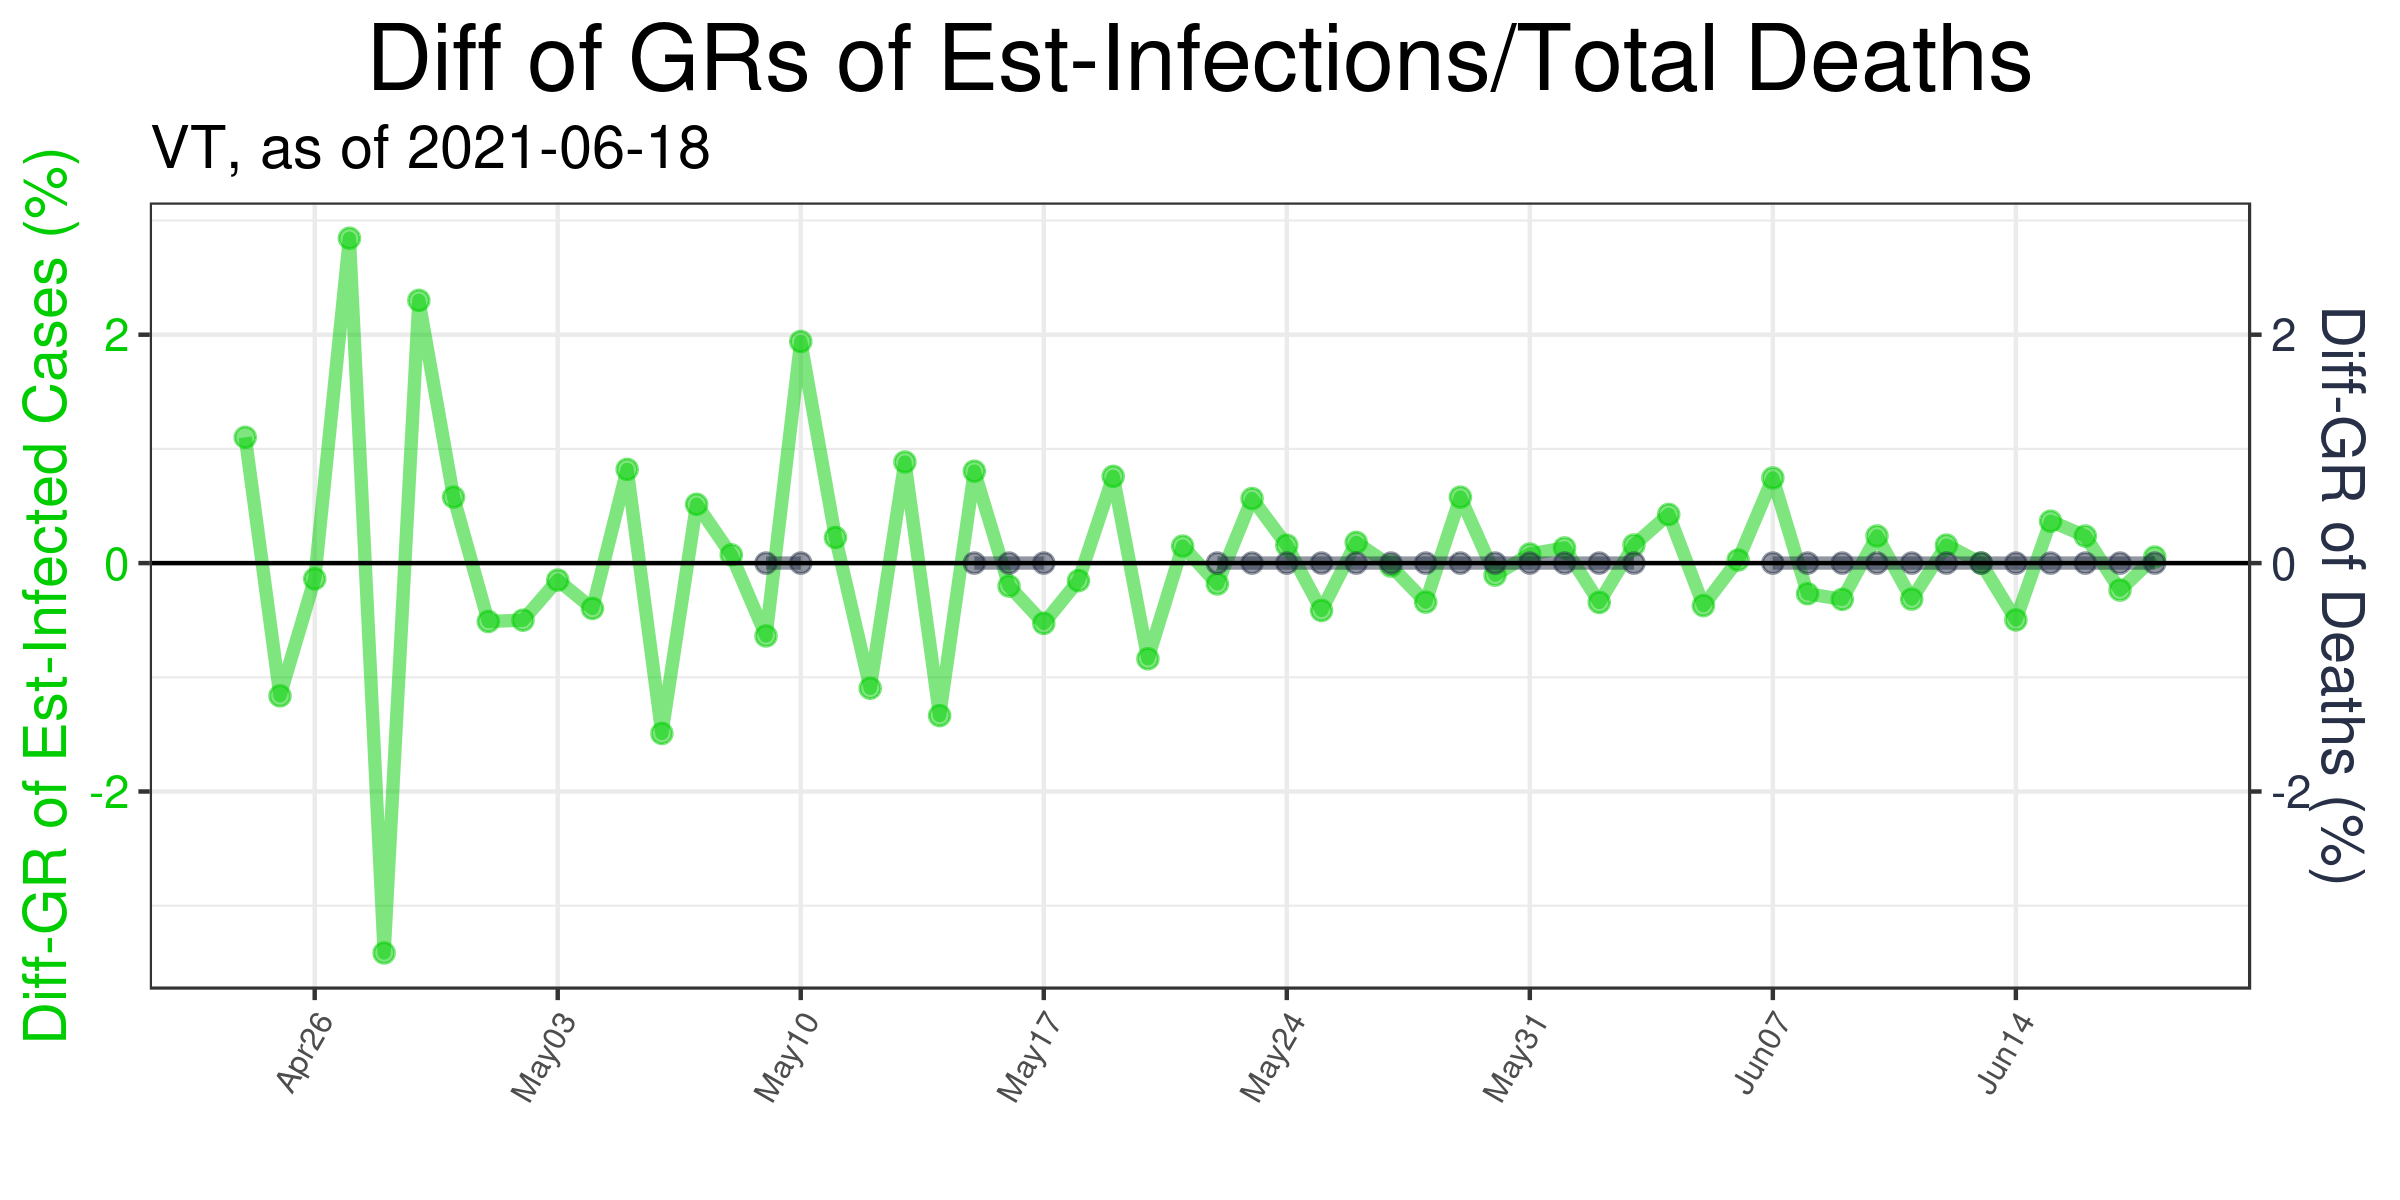 Diff of GRs of Est-Infections/Total Deaths
VT, as of 2021-06-18
Diff-GR of Est-Infected Cases (%)
2
0
-2
2
0
-2
Diff-GR of Deaths (%)
Apr26
May03
May10
May17
May24
May31
Jun07
Jun14